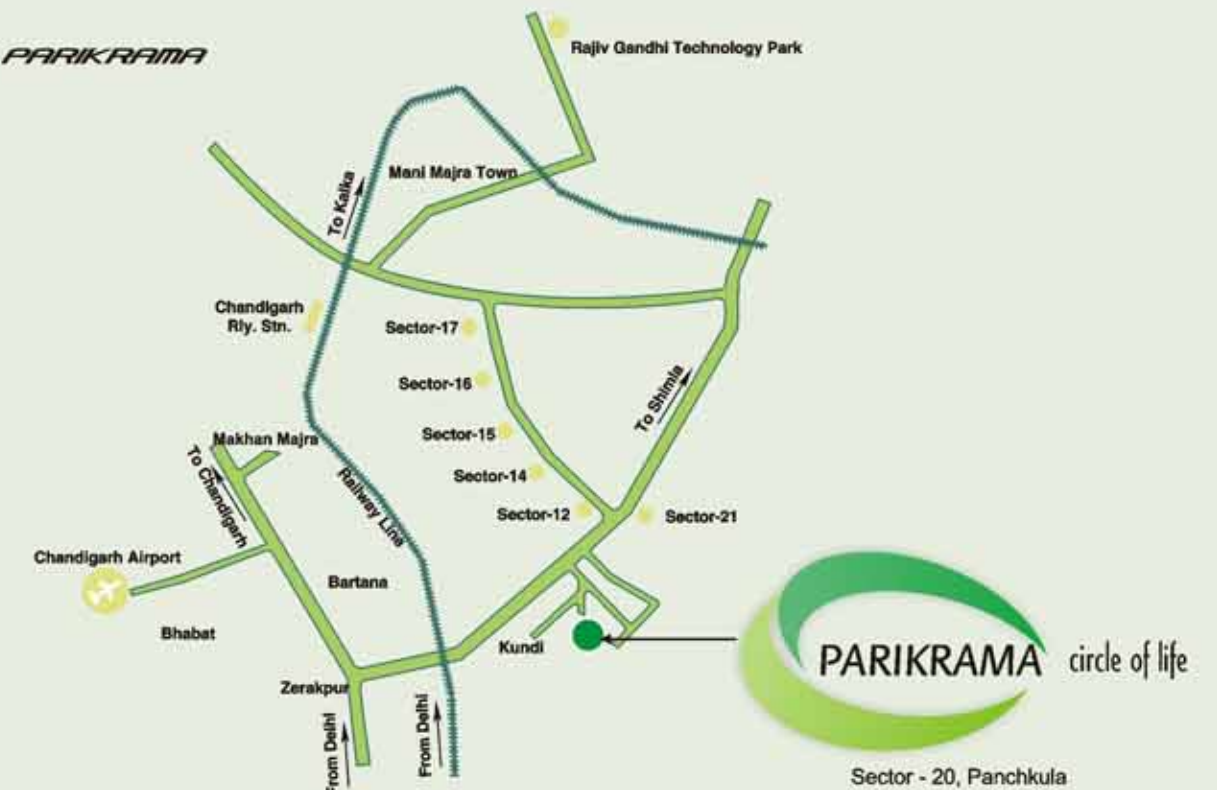 PARIKRAMA
Rajiv Gandhi Technology Park
Mani Majra Town
To Kalka
Chandigarh
Rly. Stn.
Sector-17
Sector-16
To Shimla
Sector-15
Makhan Majra
To Chandigarh
Railway Line
Sector-14
Sector-12
Sector-21
Chandigarh Airport
Bartana
Bhabat
Kundi
PARIKRAMA circle of life
Zerakpur
From Delhi
From Delhi
Sector - 20, Panchkula